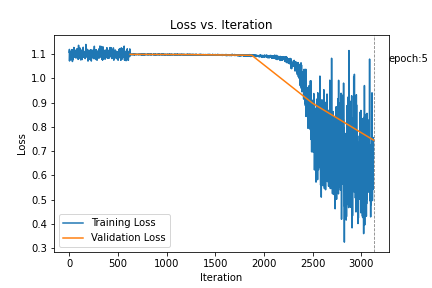 Loss vs. Iteration
1.1
1.0
0.9
0.8
0.7
0.6
0.5
0.4
0.3
Loss
epoch:5
Training Loss
Validation Loss
0
500
1000
1500
2000
2500
3000
Iteration